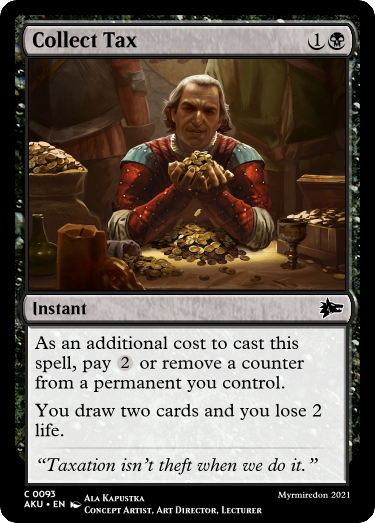 Collect Tax 1
Instant
As an additional cost to cast this
spell, pay 2 or remove a counter
from a permanent you control.
You draw two cards and you lose 2
life.
“Taxation isn’t theft when we do it.”
C 0093
AKU • EN Ala Kapustka
Concept Artist, Art Director, Lecturer
Myrmiredon 2021